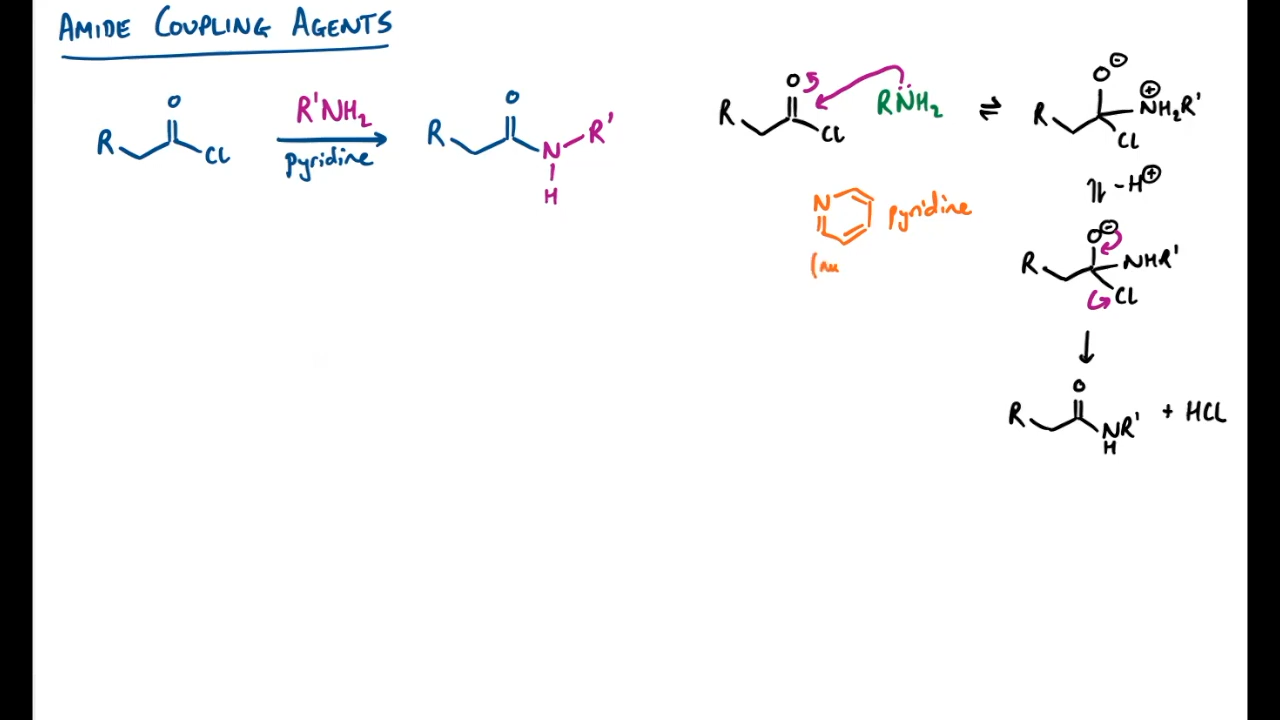 AMIDE COUPLING AGENTS
O
R Cl
R'NH₂
pyridine
O
R N R'
H
O
R Cl
RNH₂
⇌
O⊖
R ⊕NH₂R'
Cl
⇌ -H⊕
N pyridine
O⊖
R NHR'
Cl
O
R NR' + HCl
H